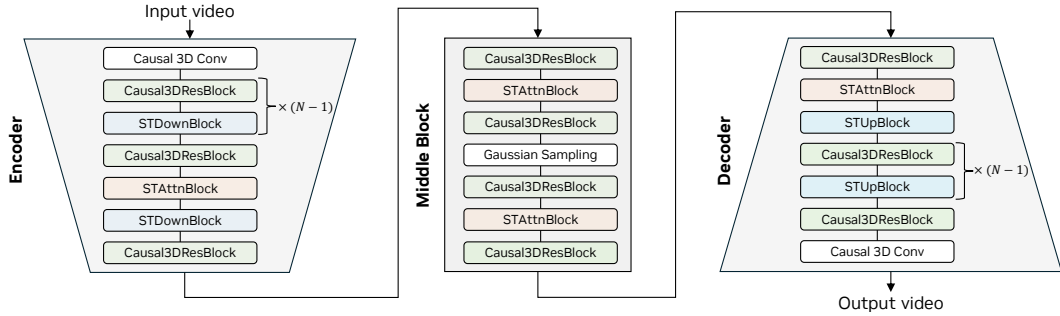 Input video
Encoder
Causal 3D Conv
Causal3DResBlock
STDownBlock
× (N − 1)
Causal3DResBlock
STAttnBlock
STDownBlock
Causal3DResBlock
Middle Block
Causal3DResBlock
STAttnBlock
Causal3DResBlock
Gaussian Sampling
Causal3DResBlock
STAttnBlock
Causal3DResBlock
Decoder
Causal3DResBlock
STAttnBlock
STUpBlock
Causal3DResBlock
STUpBlock
× (N − 1)
Causal3DResBlock
Causal 3D Conv
Output video